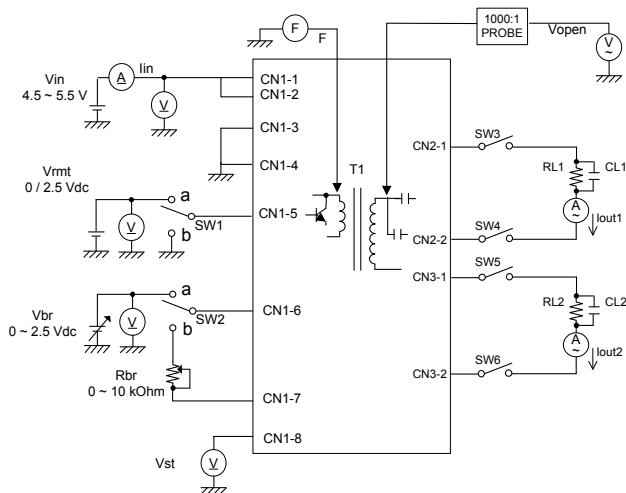 1000:1
PROBE
Vopen
V
~
F
F
Vin
4.5 ~ 5.5 V
A
Iin
V
CN1-1
CN1-2
CN1-3
CN1-4
Vrmt
0 / 2.5 Vdc
V
a
b
SW1
CN1-5
T1
CN2-1
SW3
RL1
CL1
A
~
Iout1
CN2-2
SW4
CN3-1
SW5
RL2
CL2
A
~
Iout2
CN3-2
SW6
Vbr
0 ~ 2.5 Vdc
V
a
b
SW2
CN1-6
Rbr
0 ~ 10 kOhm
CN1-7
CN1-8
Vst
V